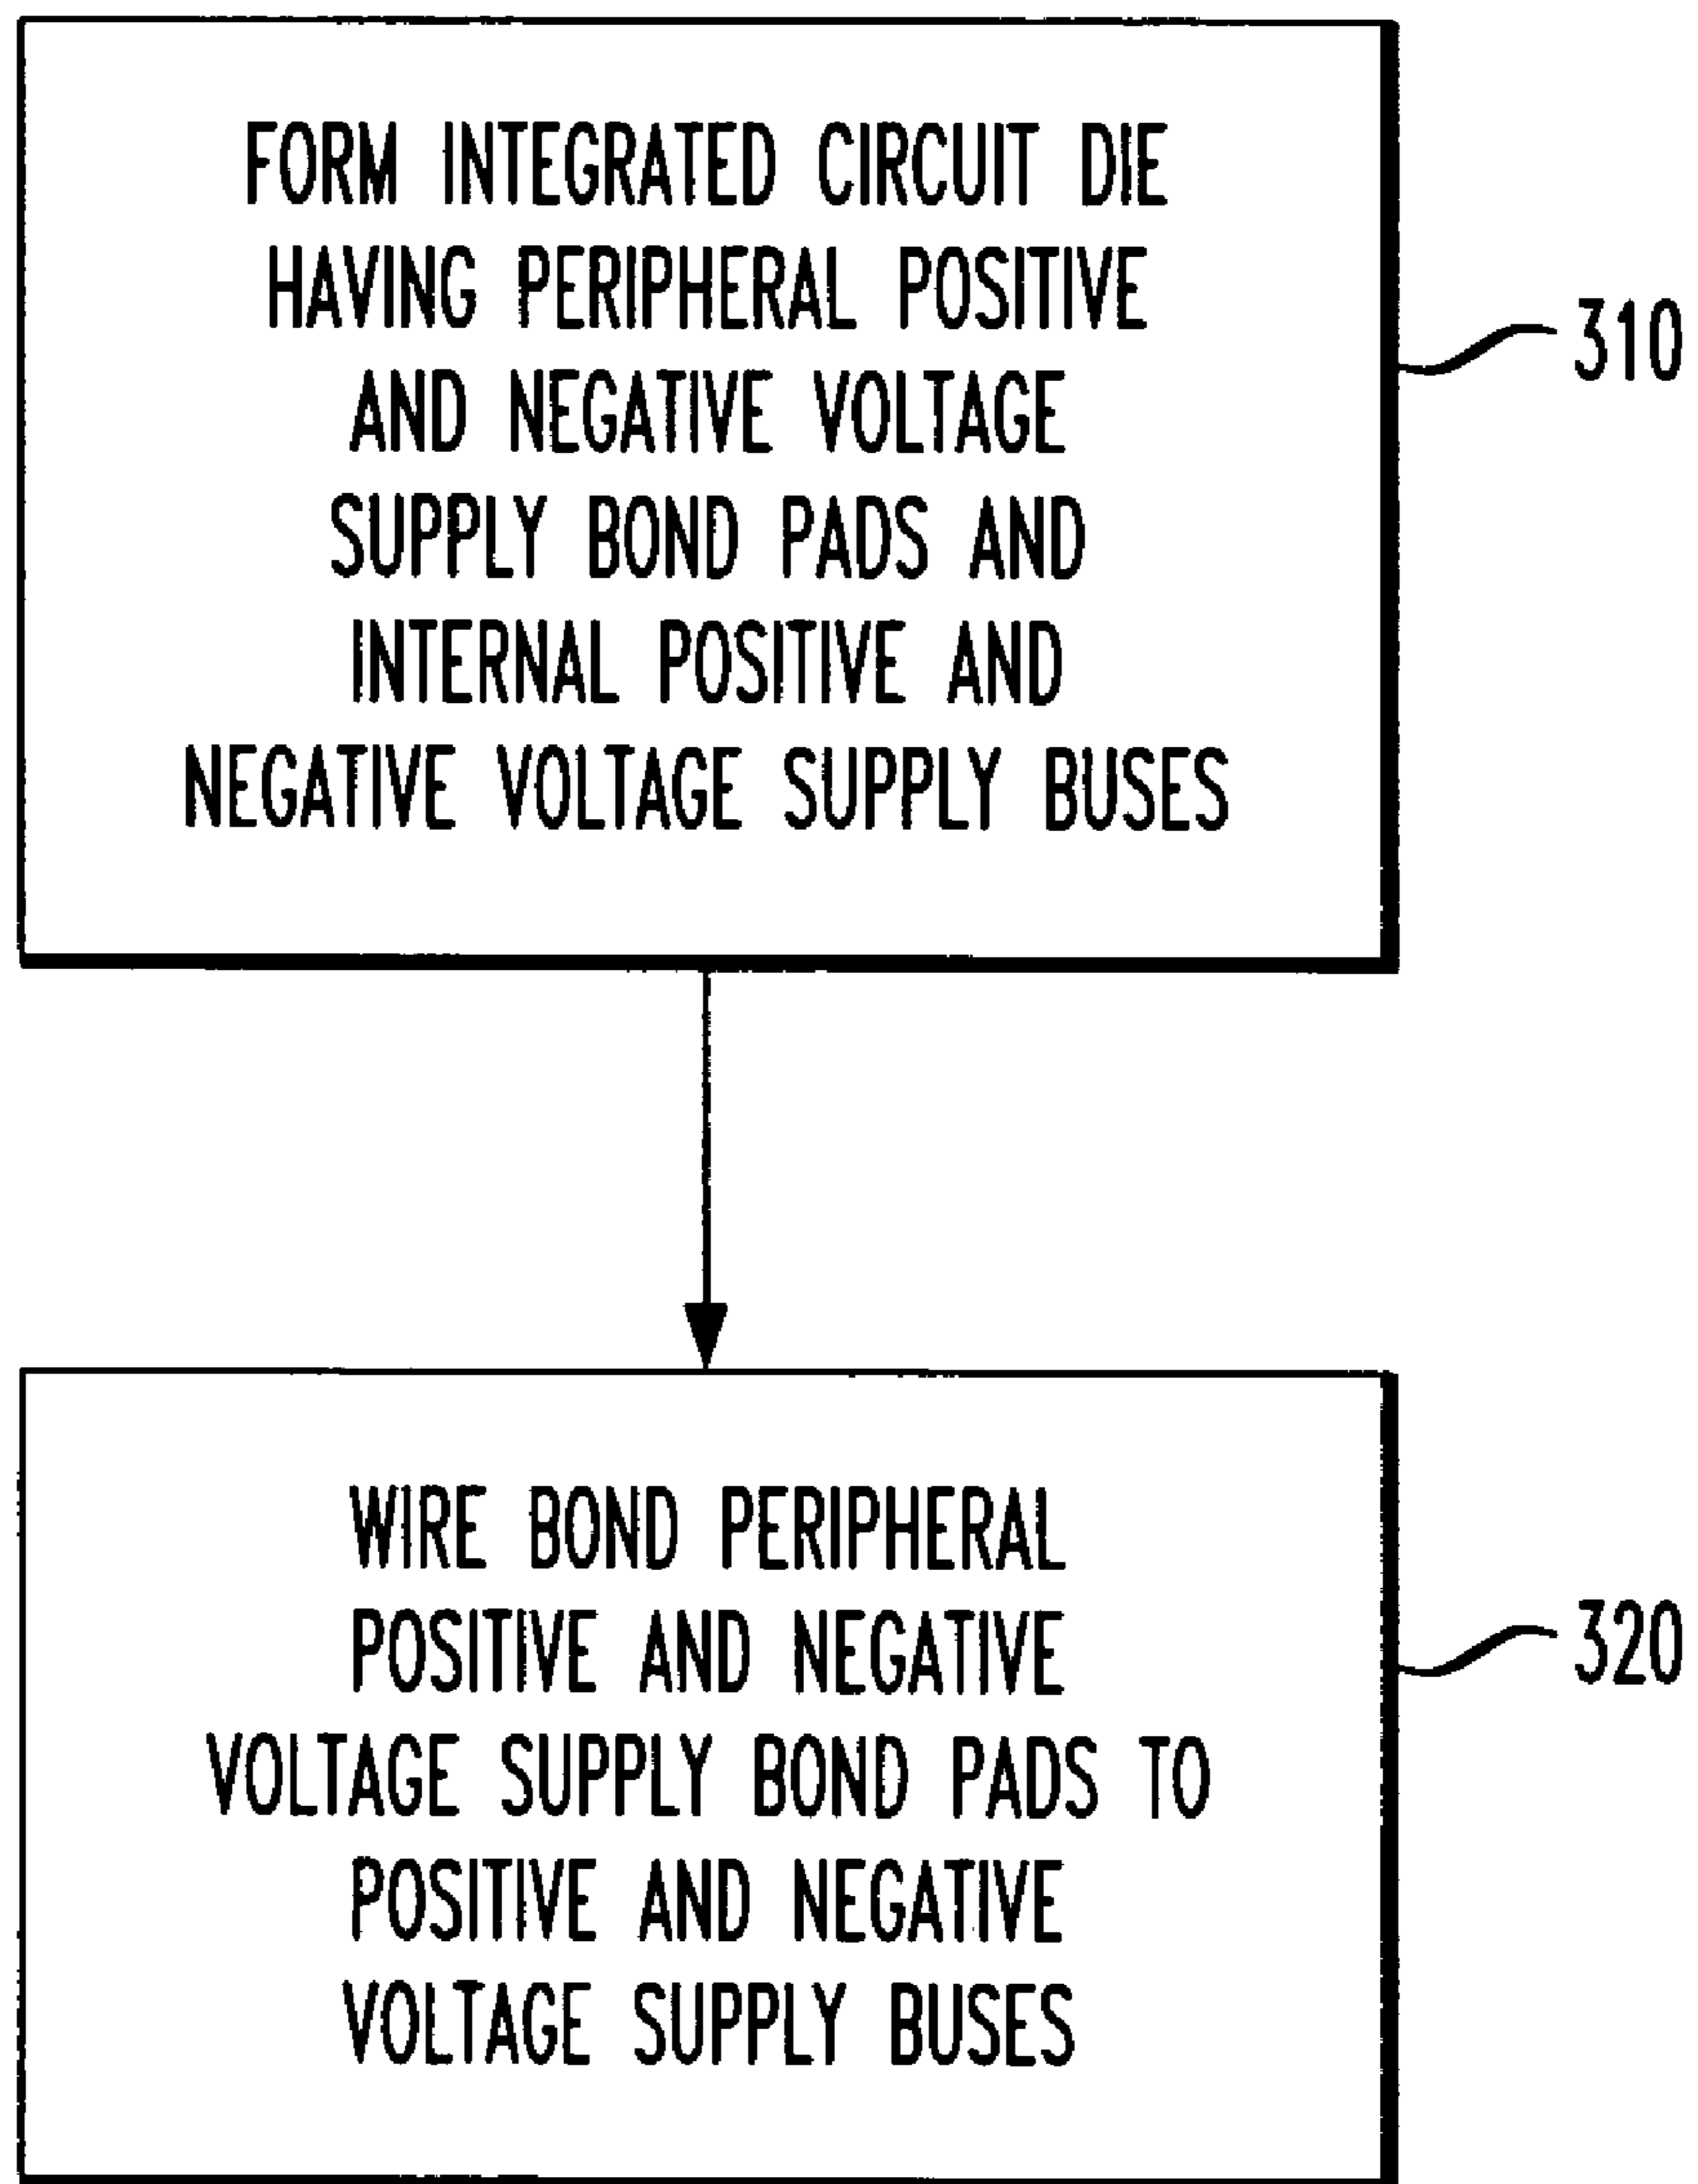 FORM INTEGRATED CIRCUIT DIE
HAVING PERIPHERAL POSITIVE
AND NEGATIVE VOLTAGE
SUPPLY BOND PADS AND
INTERNAL POSITIVE AND
NEGATIVE VOLTAGE SUPPLY BUSES
310
WIRE BOND PERIPHERAL
POSITIVE AND NEGATIVE
VOLTAGE SUPPLY BOND PADS TO
POSITIVE AND NEGATIVE
VOLTAGE SUPPLY BUSES
320